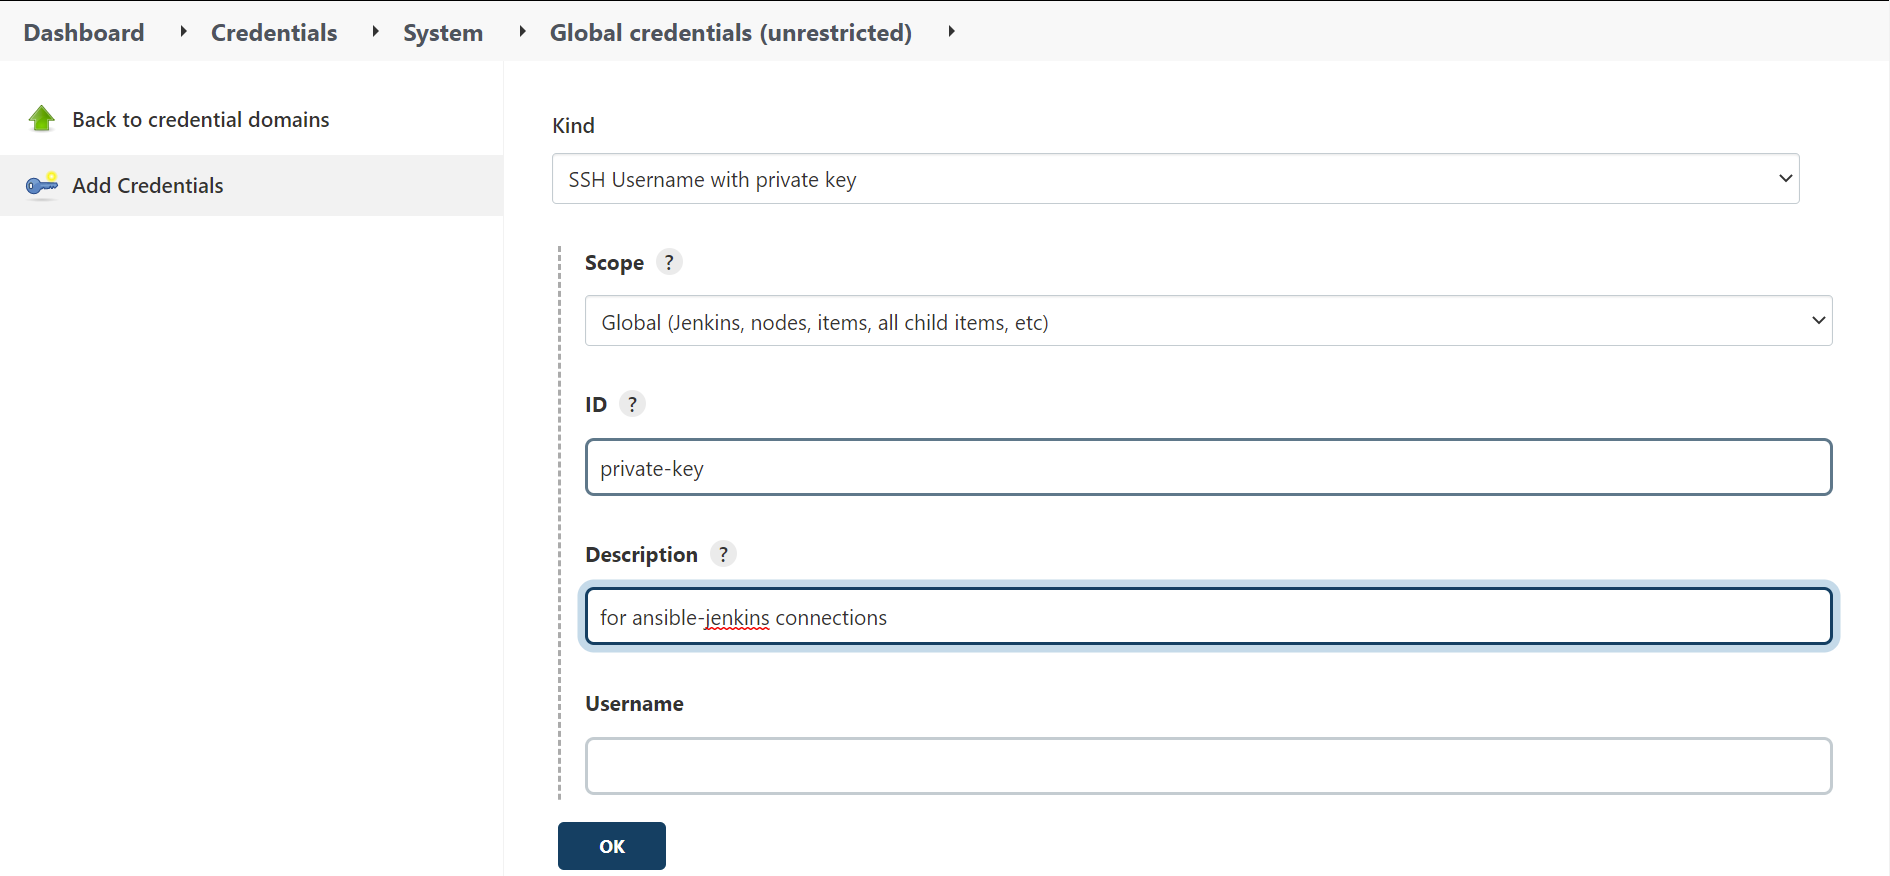 Dashboard Credentials System Global credentials (unrestricted)
Back to credential domains
Add Credentials
Kind
SSH Username with private key
Scope ?
Global (Jenkins, nodes, items, all child items, etc)
ID ?
private-key
Description ?
for ansible-jenkins connections
Username
OK